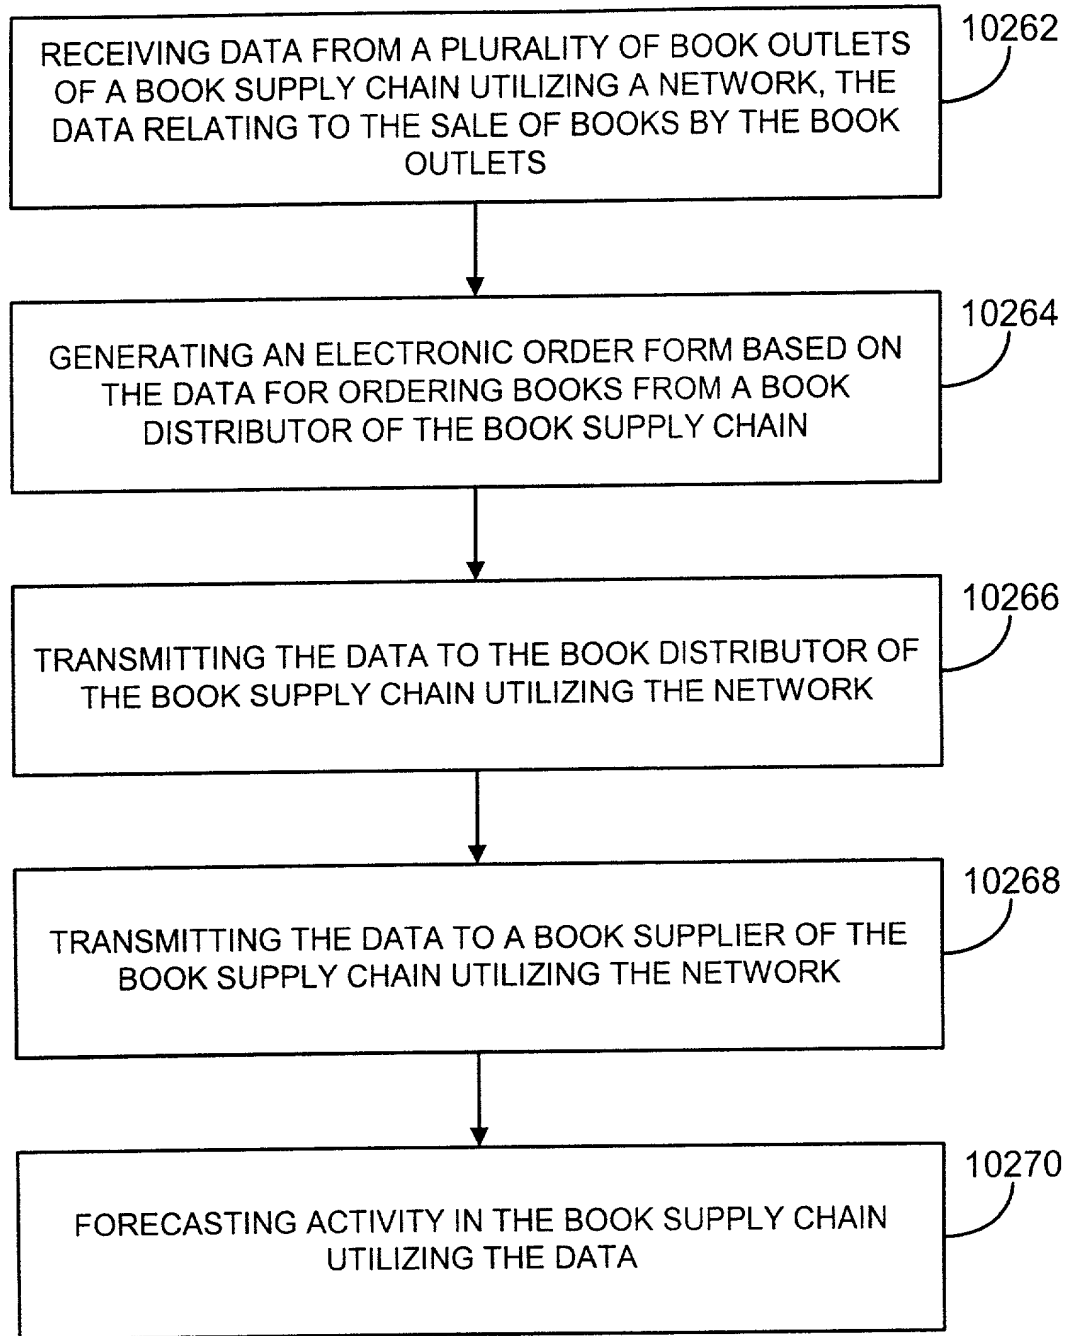 RECEIVING DATA FROM A PLURALITY OF BOOK OUTLETS
OF A BOOK SUPPLY CHAIN UTILIZING A NETWORK, THE
DATA RELATING TO THE SALE OF BOOKS BY THE BOOK
OUTLETS
10262
GENERATING AN ELECTRONIC ORDER FORM BASED ON
THE DATA FOR ORDERING BOOKS FROM A BOOK
DISTRIBUTOR OF THE BOOK SUPPLY CHAIN
10264
TRANSMITTING THE DATA TO THE BOOK DISTRIBUTOR OF
THE BOOK SUPPLY CHAIN UTILIZING THE NETWORK
10266
TRANSMITTING THE DATA TO A BOOK SUPPLIER OF THE
BOOK SUPPLY CHAIN UTILIZING THE NETWORK
10268
FORECASTING ACTIVITY IN THE BOOK SUPPLY CHAIN
UTILIZING THE DATA
10270